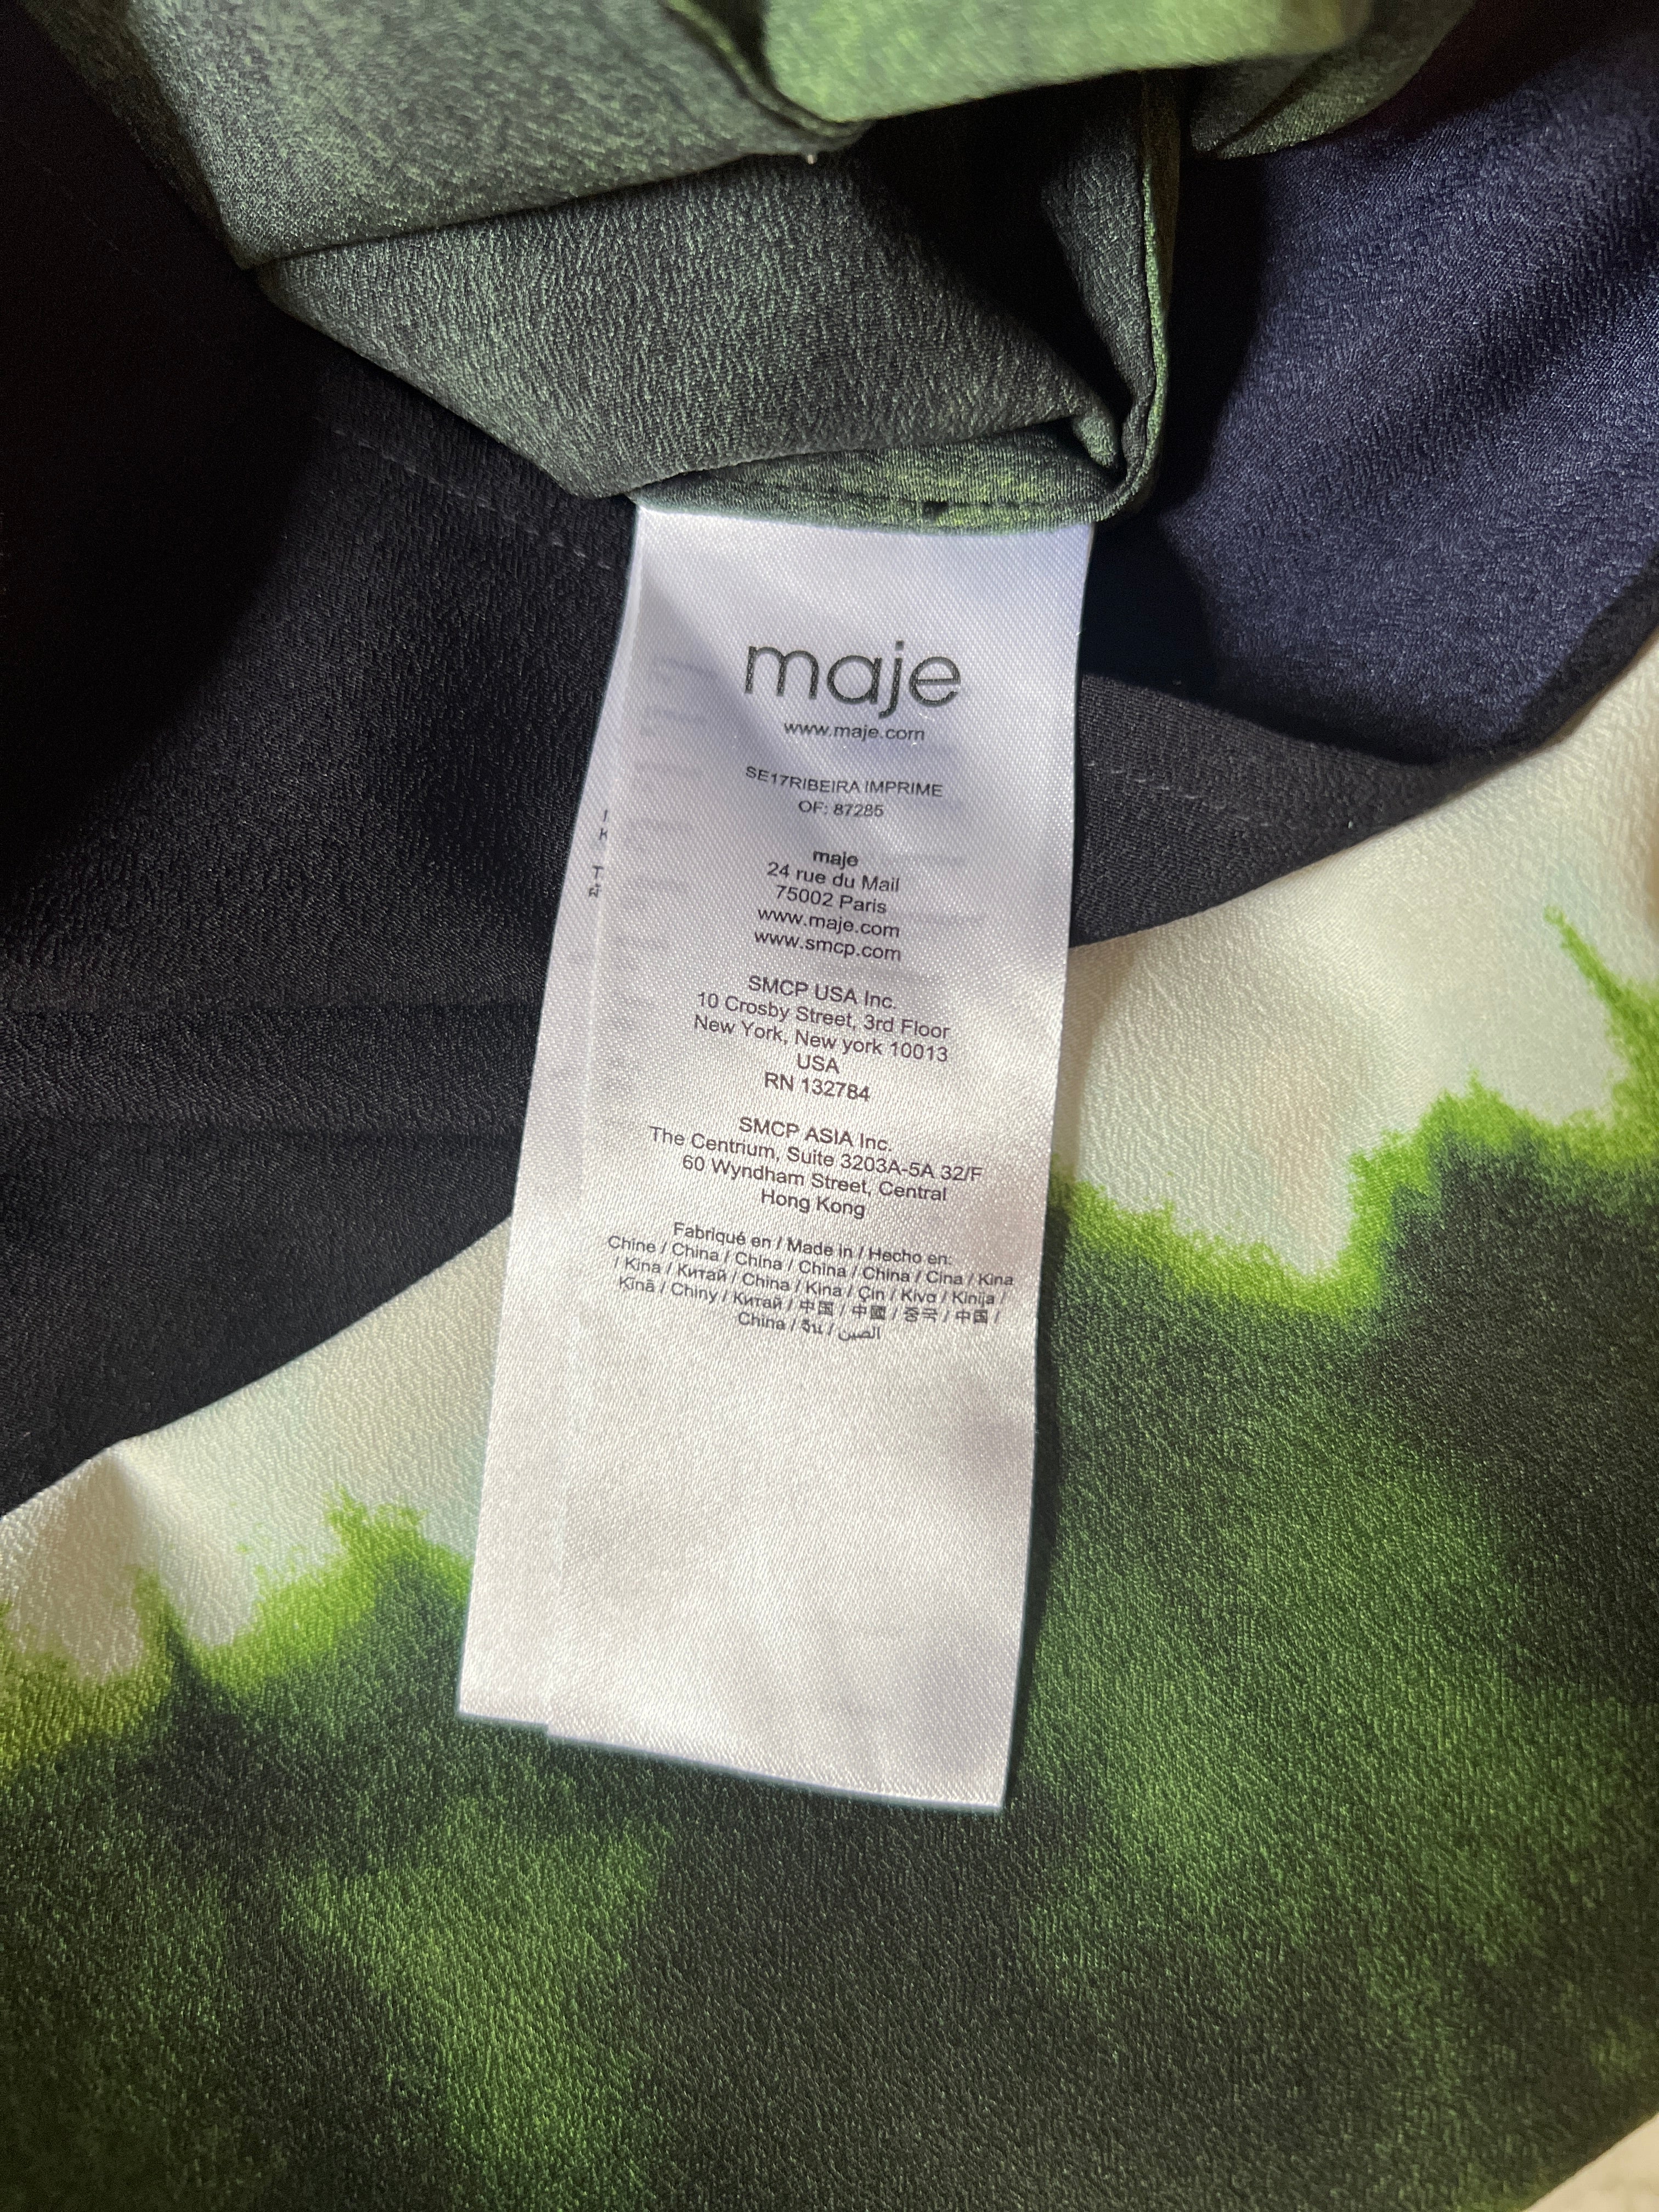 maje
www.maje.com
SE17RIBEIRA IMPRIME
OF: 87285
maje
24 rue du Mail
75002 Paris
www.maje.com
www.smcp.com
SMCP USA Inc.
10 Crosby Street, 3rd Floor
New York, New york 10013
USA
RN 132784
SMCP ASIA Inc.
The Centrium, Suite 3203A-5A 32/F
60 Wyndham Street, Central
Hong Kong
Fabriqué en / Made in / Hecho en:
Chine / China / China / China / China / Cina / Kina
/ Kina / Китай / China / Kina / Çin / Κίνα / Kinija /
Ķīnā / Chiny / Китай / 中国 / 中國 / 중국 / 中国 /
China / จีน / الصين